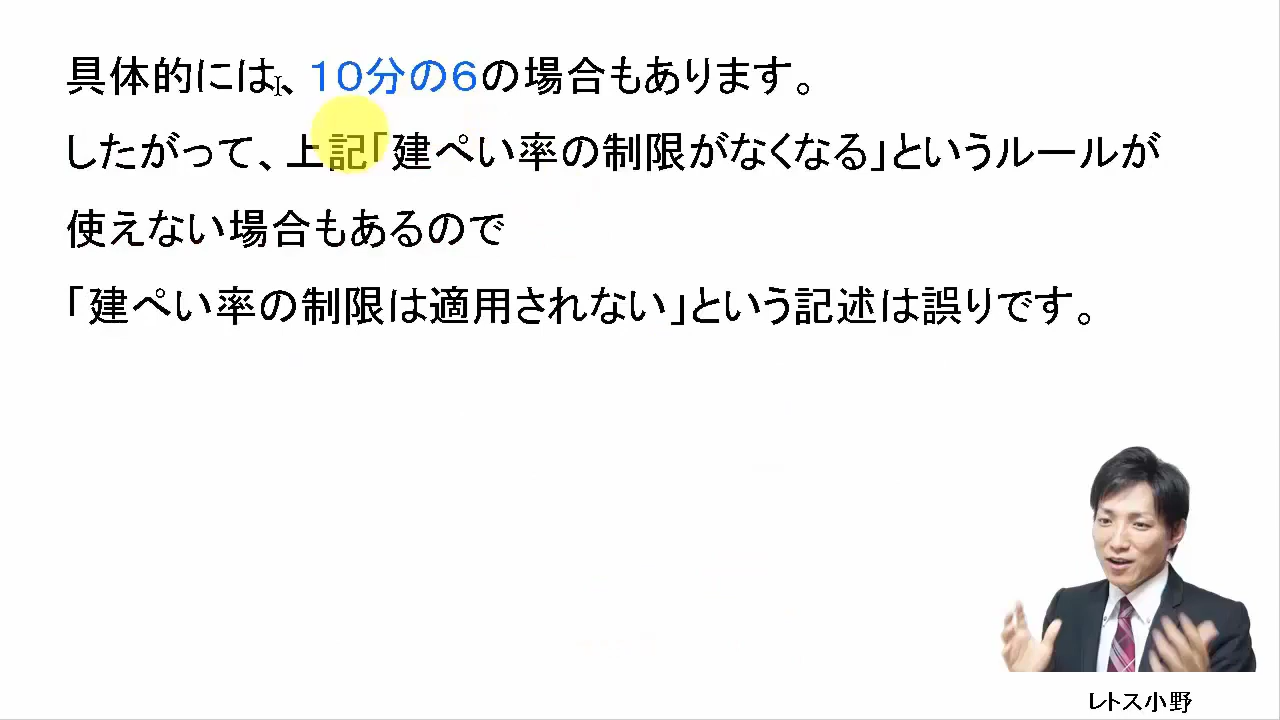 具体的には、10分の6の場合もあります。
したがって、上記「建ぺい率の制限がなくなる」というルールが
使えない場合もあるので
「建ぺい率の制限は適用されない」という記述は誤りです。
レトス小野